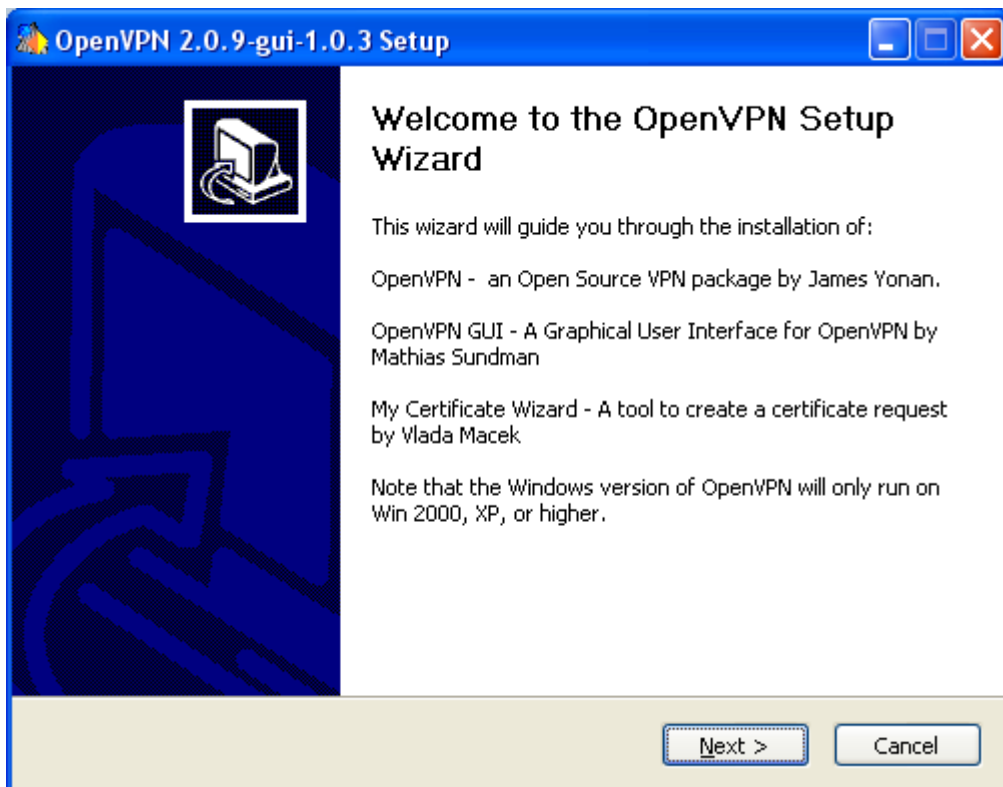 OpenVPN 2.0.9-gui-1.0.3 Setup
Welcome to the OpenVPN Setup
Wizard
This wizard will guide you through the installation of:
OpenVPN -  an Open Source VPN package by James Yonan.
OpenVPN GUI - A Graphical User Interface for OpenVPN by
Mathias Sundman
My Certificate Wizard - A tool to create a certificate request
by Vlada Macek
Note that the Windows version of OpenVPN will only run on
Win 2000, XP, or higher.
Next >
Cancel